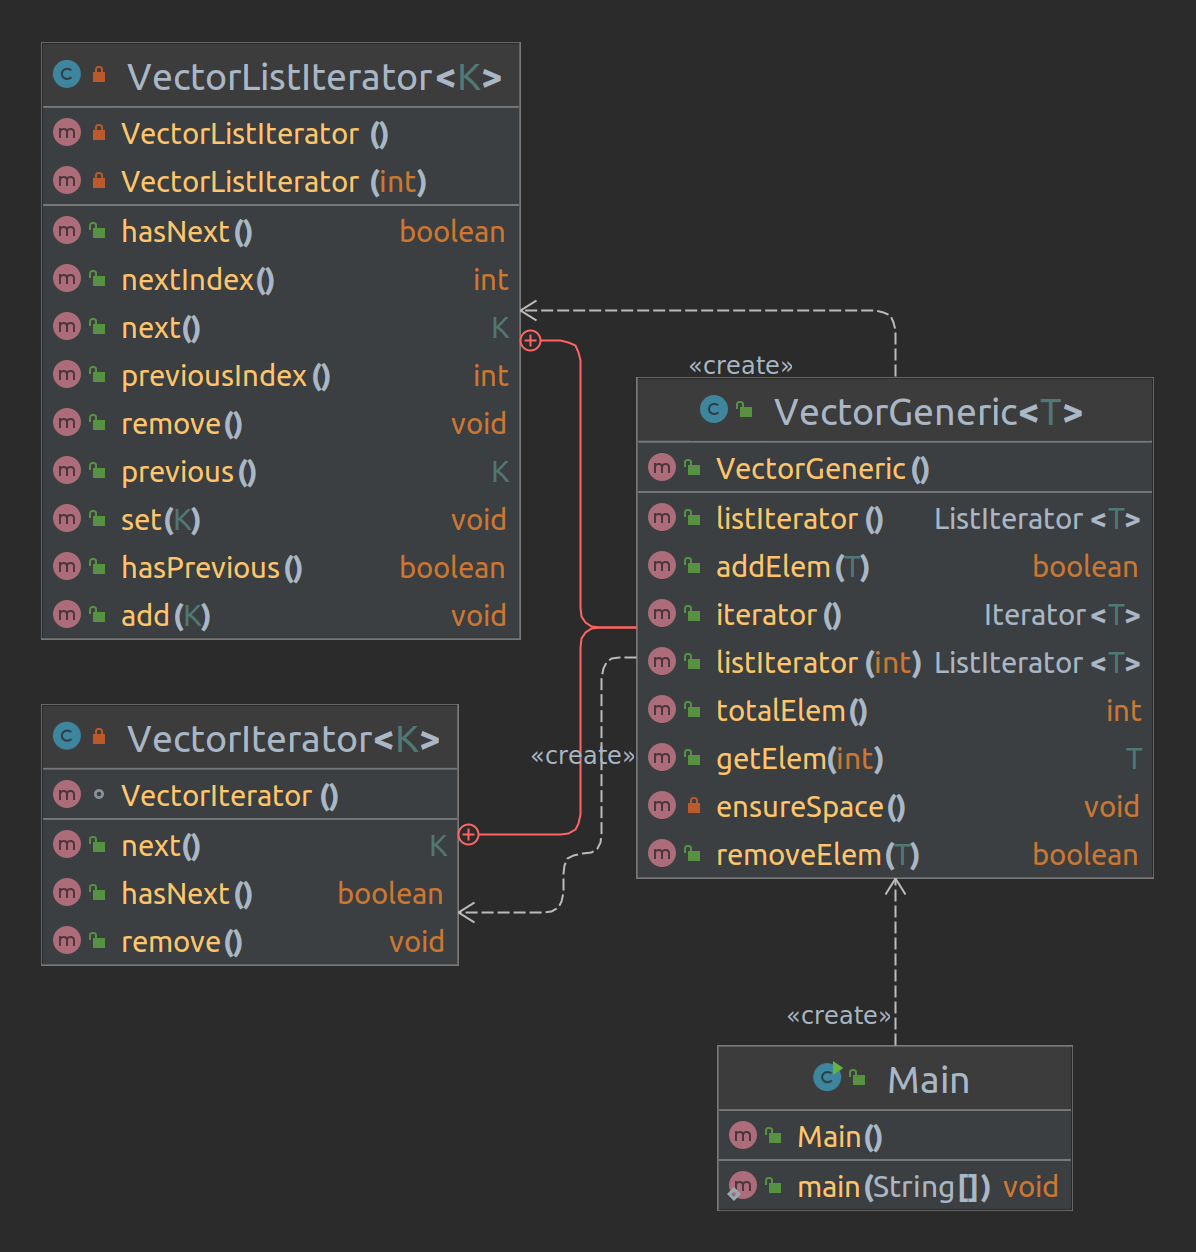 VectorListIterator<K>
VectorListIterator ()
VectorListIterator (int)
hasNext() boolean
nextIndex() int
next() K
previousIndex() int
remove() void
previous() K
set(K) void
hasPrevious() boolean
add(K) void
«create»
VectorGeneric<T>
VectorGeneric ()
listIterator () ListIterator <T>
addElem(T) boolean
iterator () Iterator <T>
listIterator (int) ListIterator <T>
totalElem() int
getElem(int) T
ensureSpace() void
removeElem(T) boolean
«create»
VectorIterator<K>
VectorIterator ()
next() K
hasNext() boolean
remove() void
«create»
Main
Main()
main(String[]) void